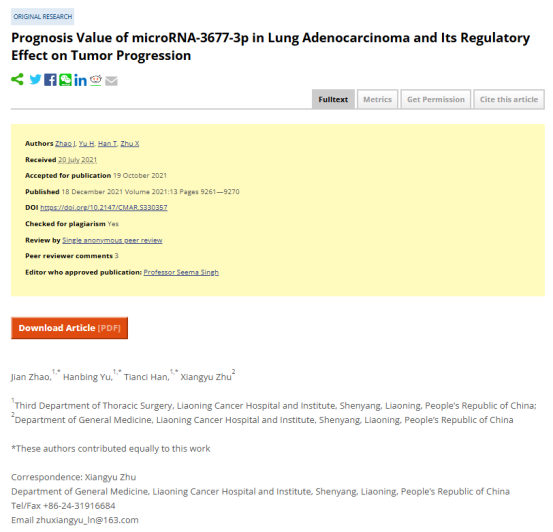 ORIGINAL RESEARCH
Prognosis Value of microRNA-3677-3p in Lung Adenocarcinoma and Its Regulatory
Effect on Tumor Progression
Fulltext Metrics Get Permission Cite this article
Authors Zhao J, Yu H, Han T, Zhu X
Received 20 July 2021
Accepted for publication 19 October 2021
Published 18 December 2021 Volume 2021:13 Pages 9261—9270
DOI https://doi.org/10.2147/CMAR.S330357
Checked for plagiarism Yes
Review by Single anonymous peer review
Peer reviewer comments 3
Editor who approved publication: Professor Seema Singh
Download Article [PDF]
Jian Zhao,1,* Hanbing Yu,1,* Tianci Han,1,* Xiangyu Zhu2
1Third Department of Thoracic Surgery, Liaoning Cancer Hospital and Institute, Shenyang, Liaoning, People's Republic of China;
2Department of General Medicine, Liaoning Cancer Hospital and Institute, Shenyang, Liaoning, People's Republic of China
*These authors contributed equally to this work
Correspondence: Xiangyu Zhu
Department of General Medicine, Liaoning Cancer Hospital and Institute, Shenyang, Liaoning, People's Republic of China
Tel/Fax +86-24-31916684
Email zhuxiangyu_ln@163.com